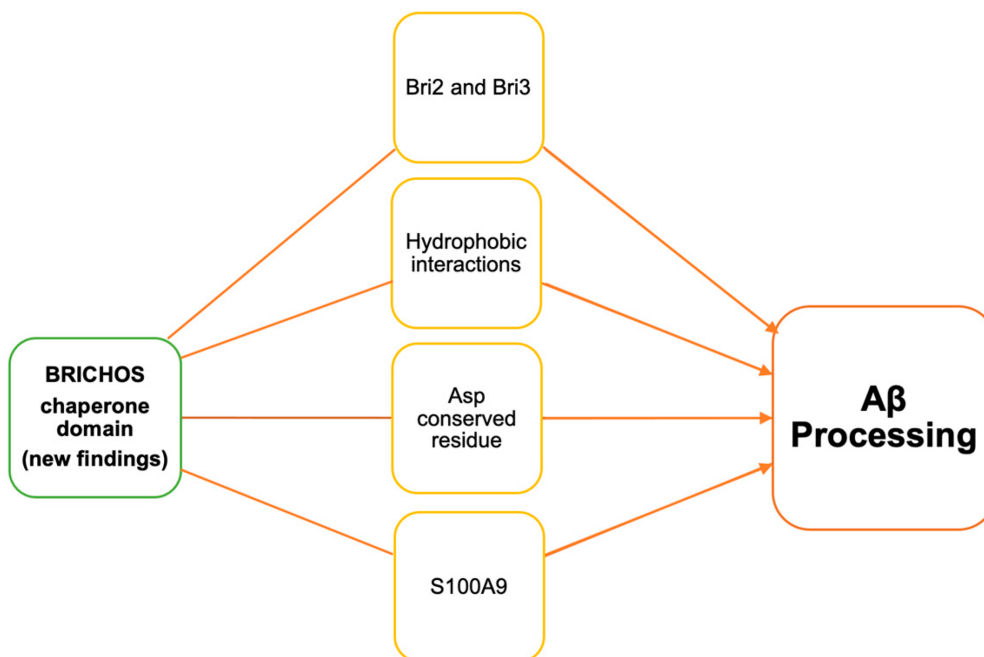 Bri2 and Bri3
Hydrophobic
interactions
BRICHOS
chaperone
domain
(new findings)
Asp
conserved
residue
Aβ
Processing
S100A9